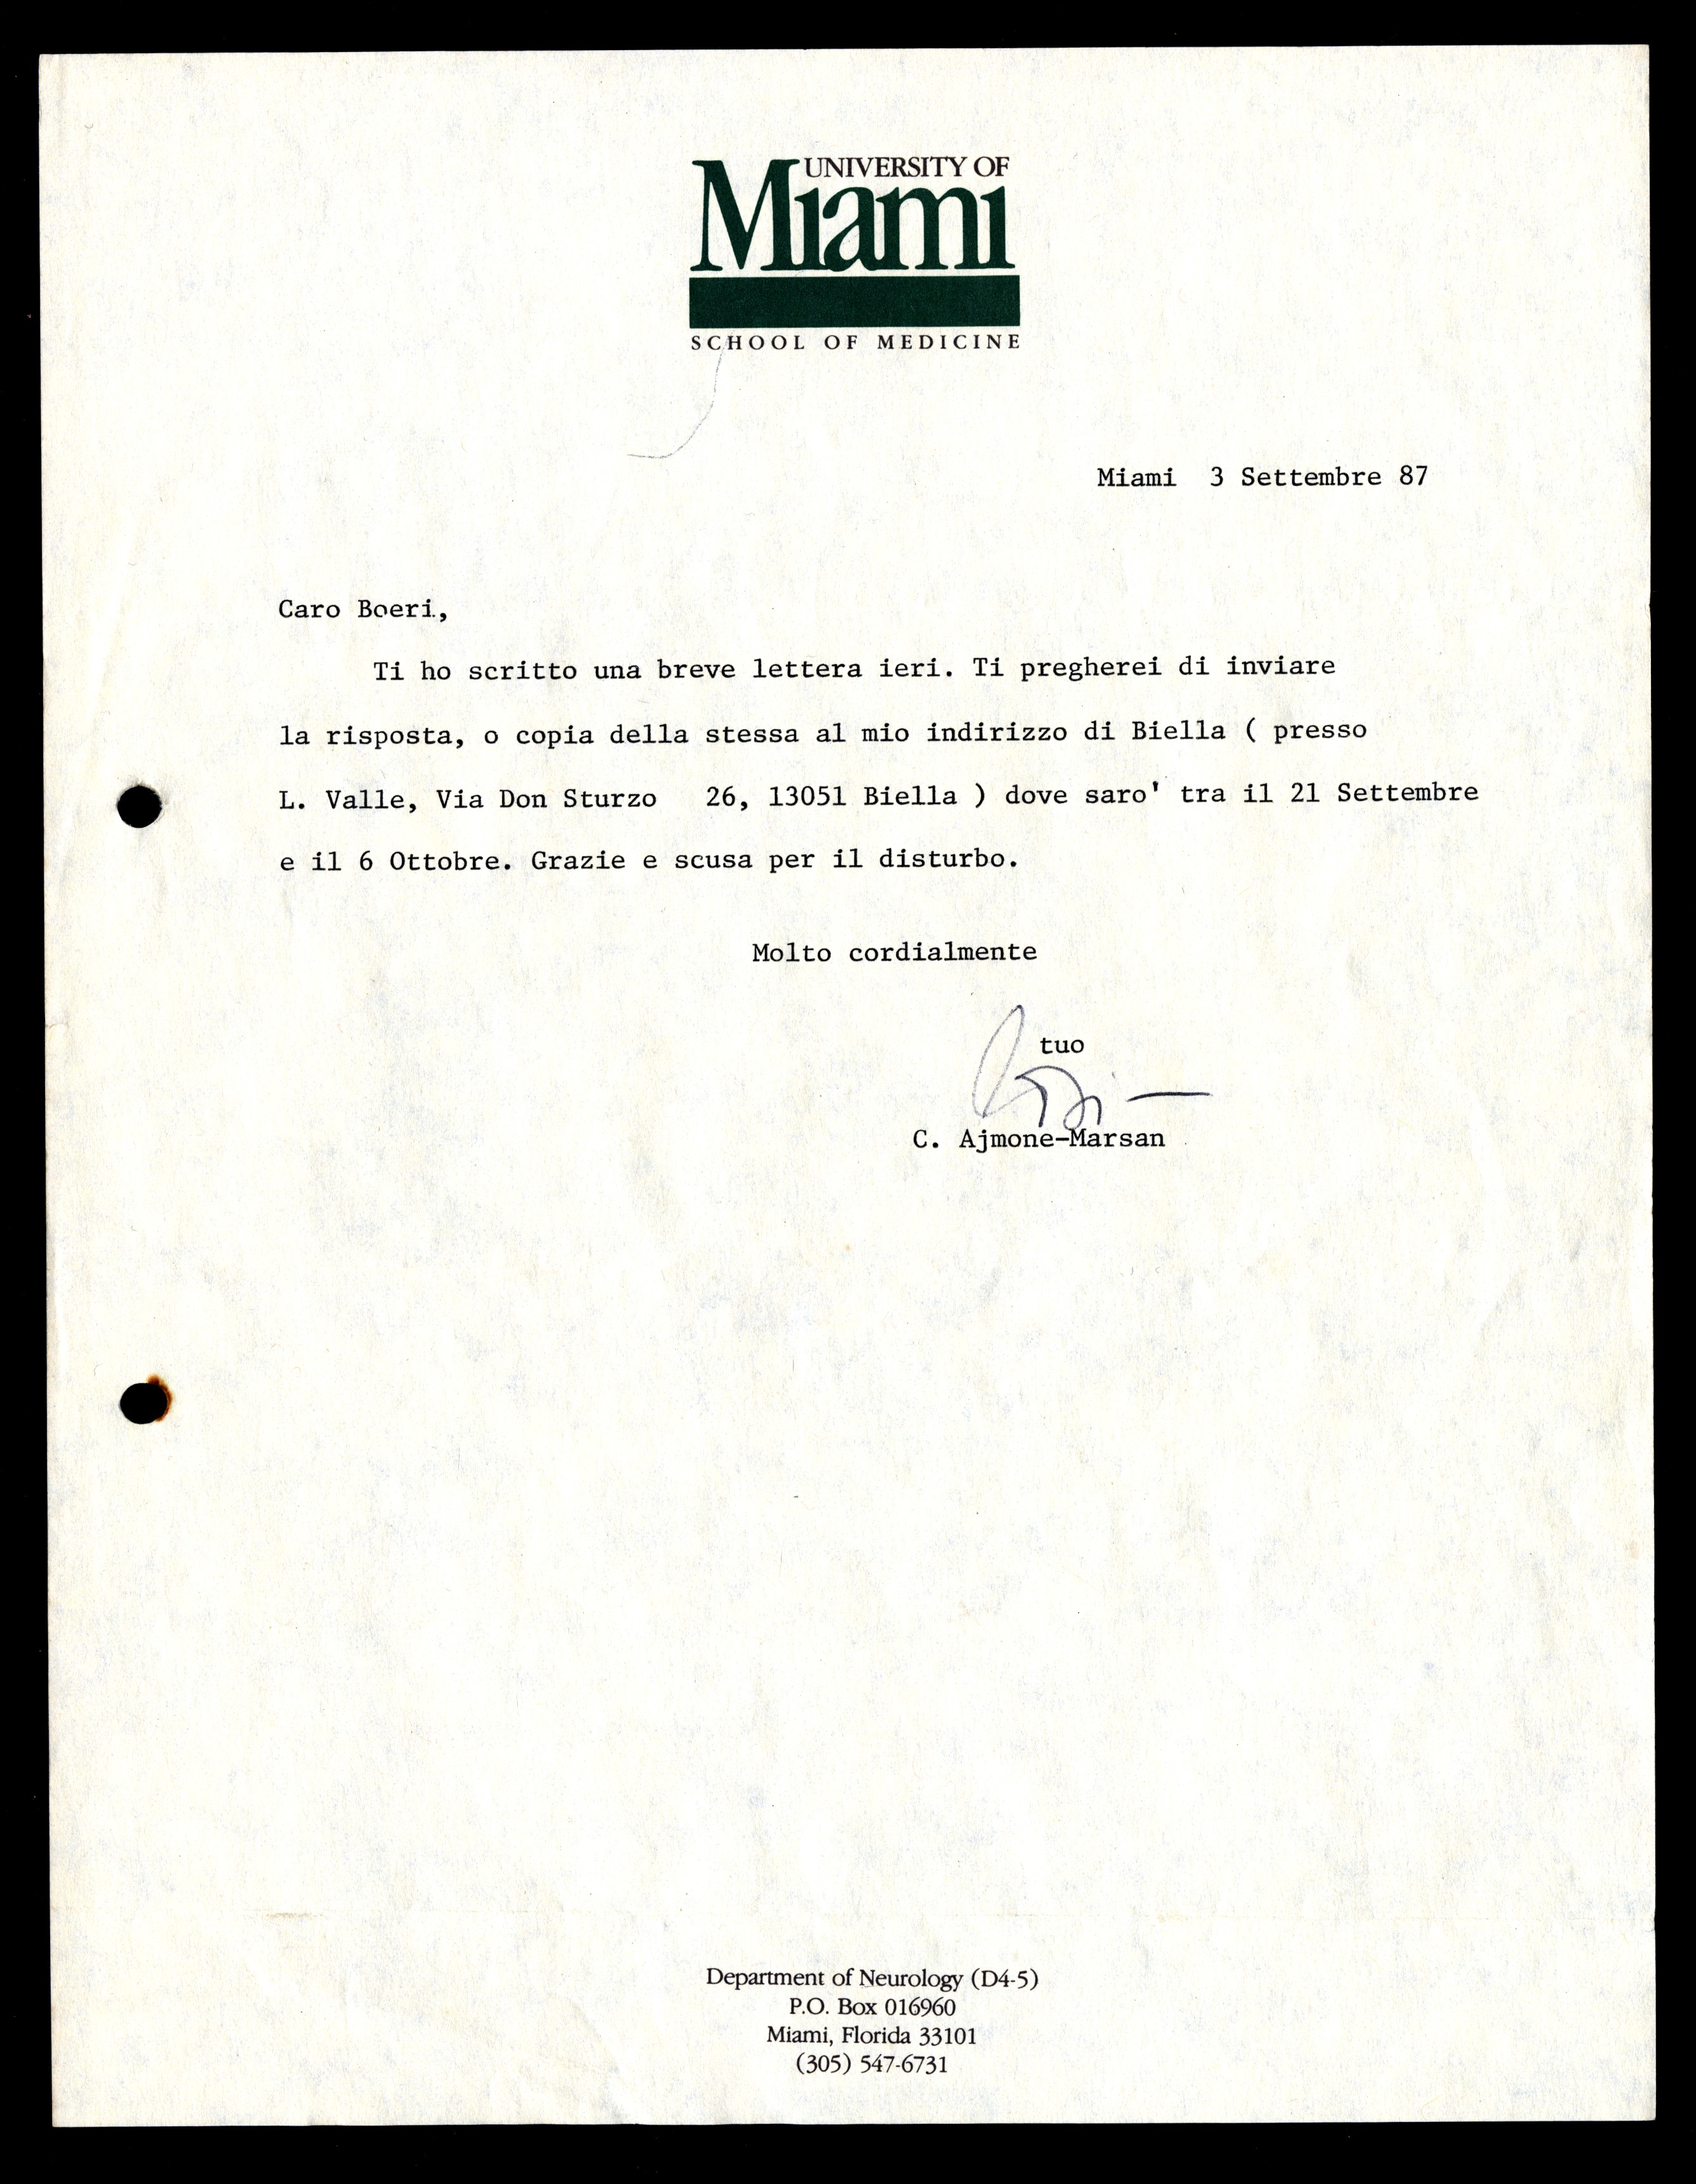 UNIVERSITY OF
Miami
SCHOOL OF MEDICINE
Miami 3 Settembre 87
Caro Boeri,
Ti ho scritto una breve lettera ieri. Ti pregherei di inviare
la risposta, o copia della stessa al mio indirizzo di Biella ( presso
L. Valle, Via Don Sturzo 26, 13051 Biella ) dove saro' tra il 21 Settembre
e il 6 Ottobre. Grazie e scusa per il disturbo.
Molto cordialmente
tuo
C. Ajmone-Marsan
Department of Neurology (D4-5)
P.O. Box 016960
Miami, Florida 33101
(305) 547-6731